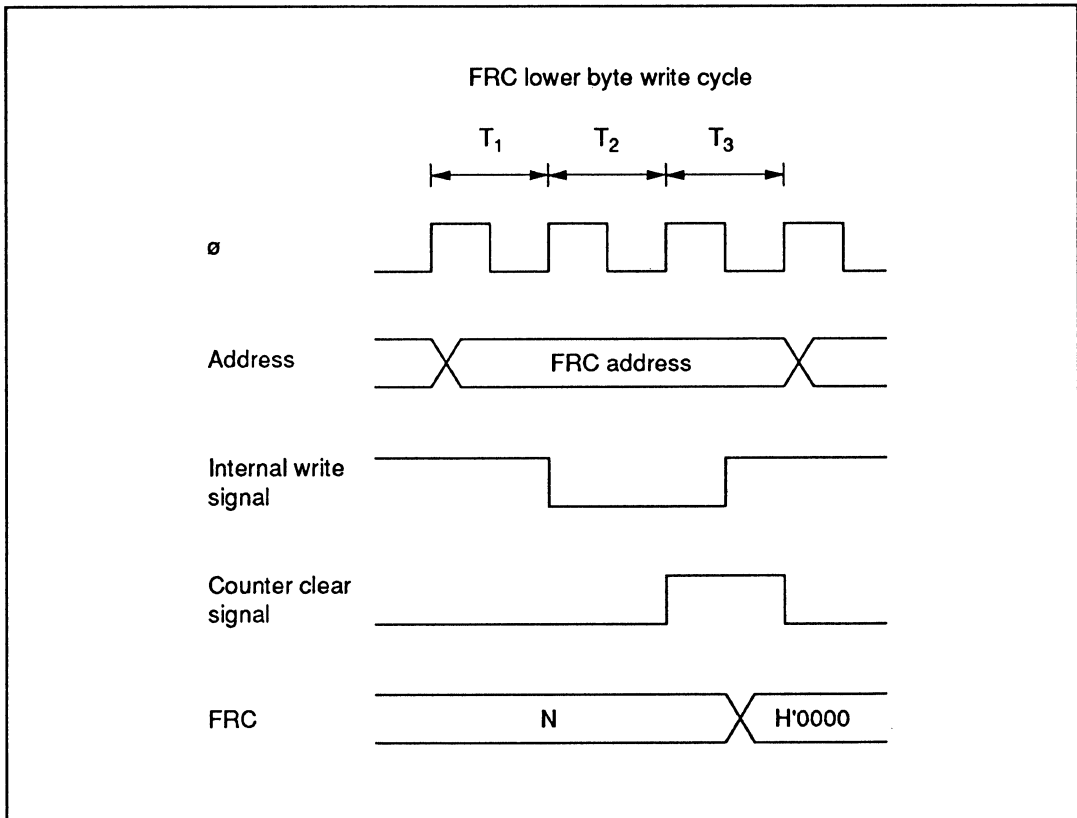 FRC lower byte write cycle
T1 T2 T3
ø
Address
FRC address
Internal write
signal
Counter clear
signal
FRC
N
H'0000